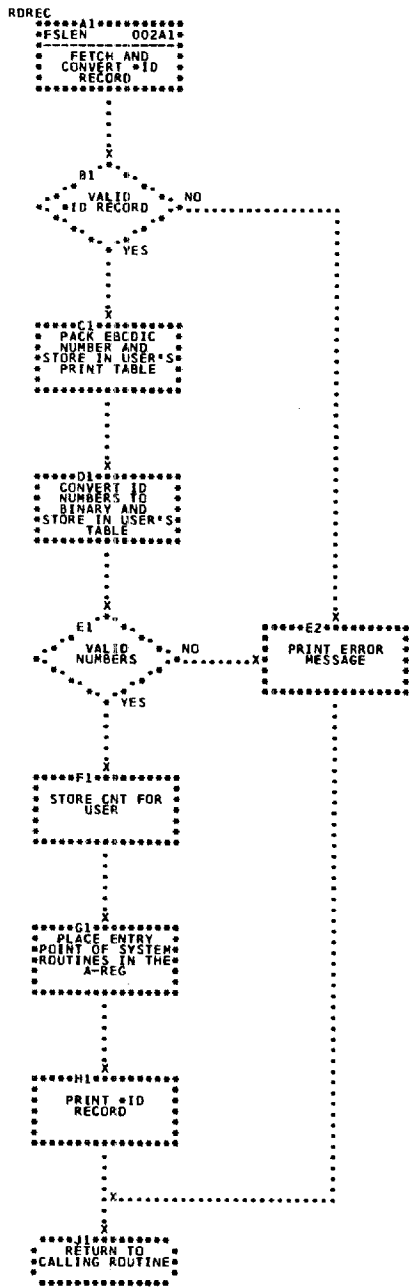 RDREC
A1
FSLEN 002A1
FETCH AND
CONVERT *ID
RECORD
B1
VALID
*ID RECORD
NO
YES
C1
PACK EBCDIC
NUMBER AND
STORE IN USER'S
PRINT TABLE
D1
CONVERT ID
NUMBERS TO
BINARY AND
STORE IN USER'S
TABLE
E1
VALID
NUMBERS
NO
YES
E2
PRINT ERROR
MESSAGE
F1
STORE CNT FOR
USER
G1
PLACE ENTRY
POINT OF SYSTEM
ROUTINES IN THE
A-REG
H1
PRINT *ID
RECORD
J1
RETURN TO
CALLING ROUTINE